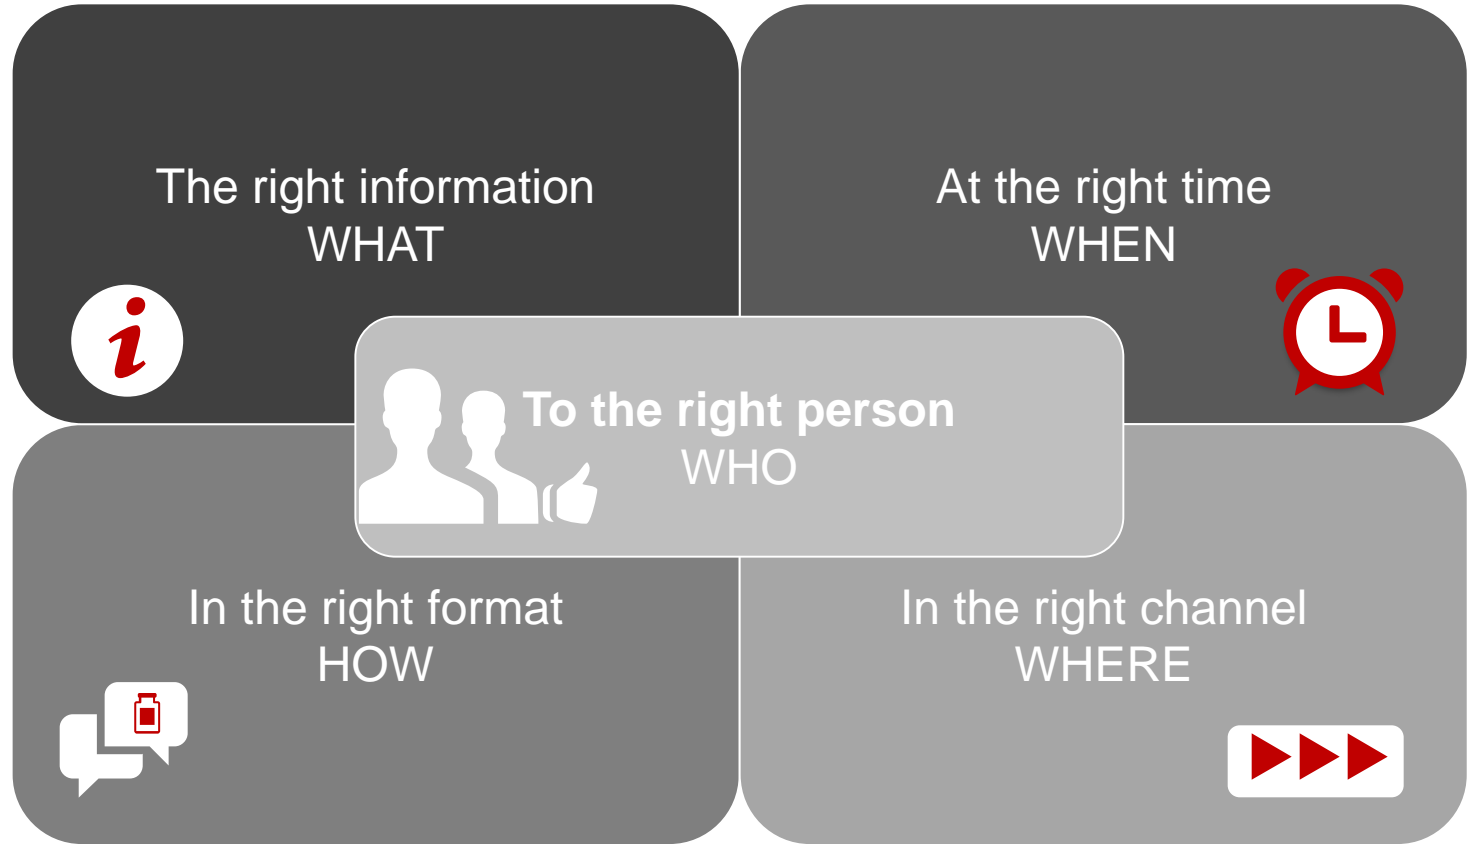 The right information
WHAT
At the right time
WHEN
To the right person
WHO
In the right format
HOW
In the right channel
WHERE